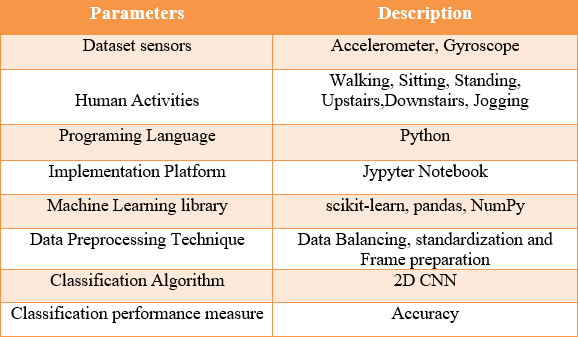 Parameters Description
Dataset sensors Accelerometer, Gyroscope
Human Activities Walking, Sitting, Standing,
Upstairs,Downstairs, Jogging
Programing Language Python
Implementation Platform Jypyter Notebook
Machine Learning library scikit-learn, pandas, NumPy
Data Preprocessing Technique Data Balancing, standardization and
Frame preparation
Classification Algorithm 2D CNN
Classification performance measure Accuracy